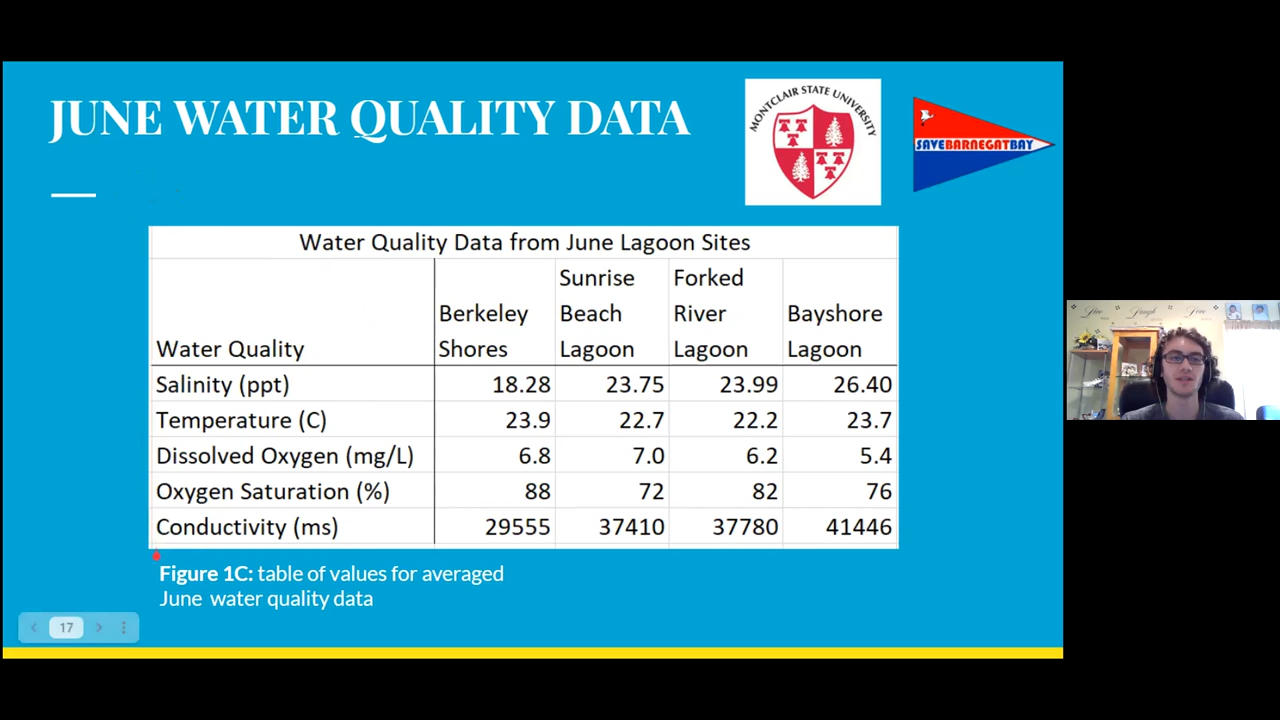 JUNE WATER QUALITY DATA
MONTCLAIR STATE UNIVERSITY
SAVEBARNEGATBAY
Water Quality Data from June Lagoon Sites
Water Quality Berkeley Shores Sunrise Beach Lagoon Forked River Lagoon Bayshore Lagoon
Salinity (ppt) 18.28 23.75 23.99 26.40
Temperature (C) 23.9 22.7 22.2 23.7
Dissolved Oxygen (mg/L) 6.8 7.0 6.2 5.4
Oxygen Saturation (%) 88 72 82 76
Conductivity (ms) 29555 37410 37780 41446
Figure 1C: table of values for averaged
June water quality data
17
Live Laugh Love